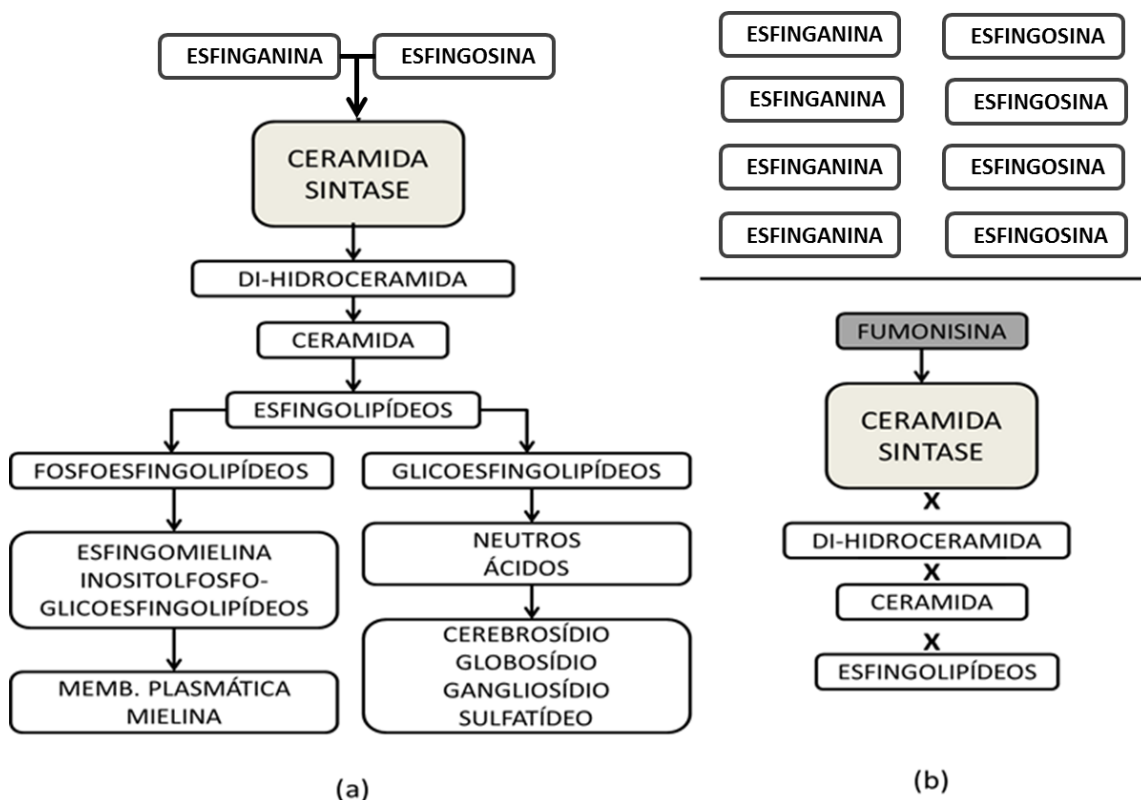 ESFINGANINA
ESFINGOSINA
CERAMIDA
SINTASE
DI-HIDROCERAMIDA
CERAMIDA
ESFINGOLIPÍDEOS
FOSFOESFINGOLIPÍDEOS
GLICOESFINGOLIPÍDEOS
ESFINGOMIELINA
INOSITOLFOSFO-
GLICOESFINGOLIPÍDEOS
NEUTROS
ÁCIDOS
MEMB. PLASMÁTICA
MIELINA
CEREBROSÍDIO
GLOBOSÍDIO
GANGLIOSÍDIO
SULFATÍDEO
(a)
ESFINGANINA
ESFINGOSINA
ESFINGANINA
ESFINGOSINA
ESFINGANINA
ESFINGOSINA
ESFINGANINA
ESFINGOSINA
FUMONISINA
CERAMIDA
SINTASE
X
DI-HIDROCERAMIDA
X
CERAMIDA
X
ESFINGOLIPÍDEOS
(b)